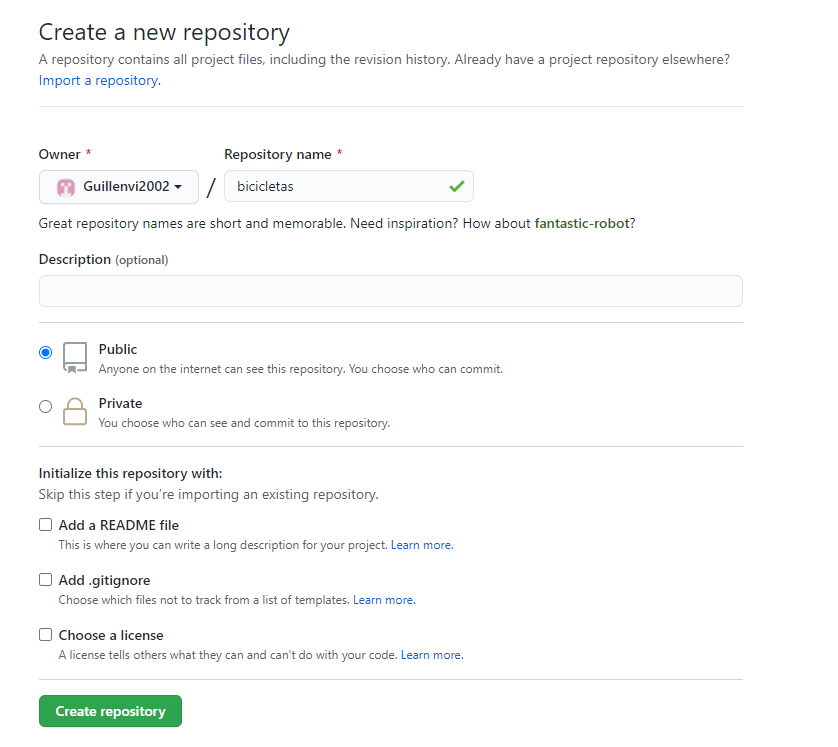 Create a new repository
A repository contains all project files, including the revision history. Already have a project repository elsewhere?
Import a repository.
Owner * Repository name *
Guillenvi2002 / bicicletas
Great repository names are short and memorable. Need inspiration? How about fantastic-robot?
Description (optional)
Public
Anyone on the internet can see this repository. You choose who can commit.
Private
You choose who can see and commit to this repository.
Initialize this repository with:
Skip this step if you're importing an existing repository.
Add a README file
This is where you can write a long description for your project. Learn more.
Add .gitignore
Choose which files not to track from a list of templates. Learn more.
Choose a license
A license tells others what they can and can't do with your code. Learn more.
Create repository